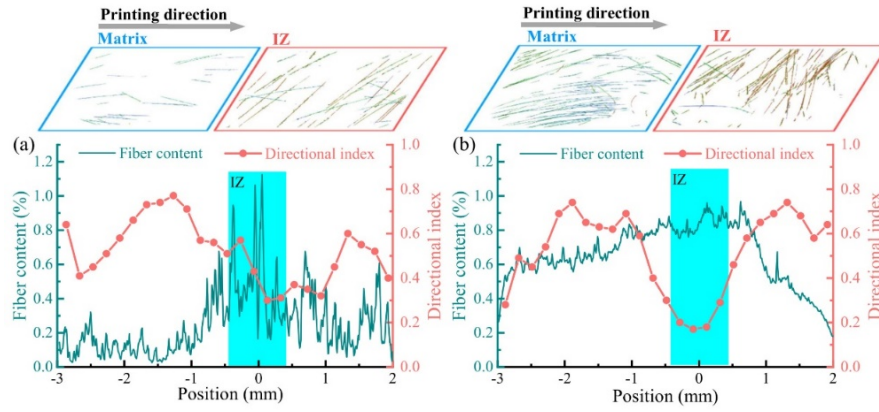 Printing direction
Matrix
IZ
(a)
Fiber content
Directional index
IZ
Fiber content (%)
1.2
1.0
0.8
0.6
0.4
0.2
0.0
Directional index
1.0
0.8
0.6
0.4
0.2
0.0
-3
-2
-1
0
1
2
Position (mm)
Printing direction
Matrix
IZ
(b)
Fiber content
Directional index
IZ
Fiber content (%)
1.2
1.0
0.8
0.6
0.4
0.2
0.0
Directional index
1.0
0.8
0.6
0.4
0.2
0.0
-3
-2
-1
0
1
2
Position (mm)